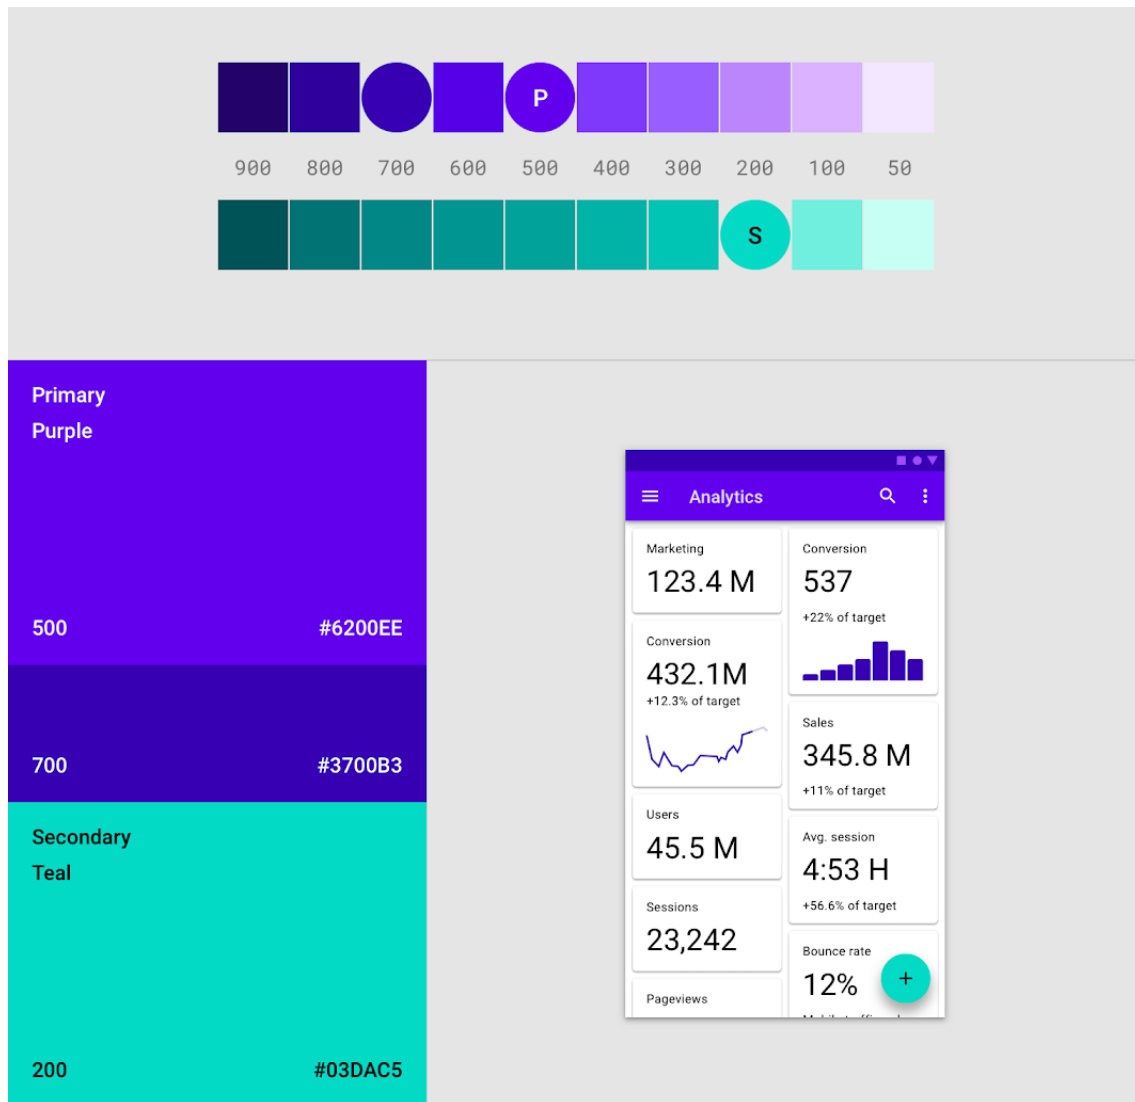 P
900 800 700 600 500 400 300 200 100 50
S
Primary
Purple
500 #6200EE
700 #3700B3
Secondary
Teal
200 #03DAC5
Analytics
Marketing
123.4 M
Conversion
432.1M
+12.3% of target
Users
45.5 M
Sessions
23,242
Pageviews
Conversion
537
+22% of target
Sales
345.8 M
+11% of target
Avg. session
4:53 H
+56.6% of target
Bounce rate
12%
+